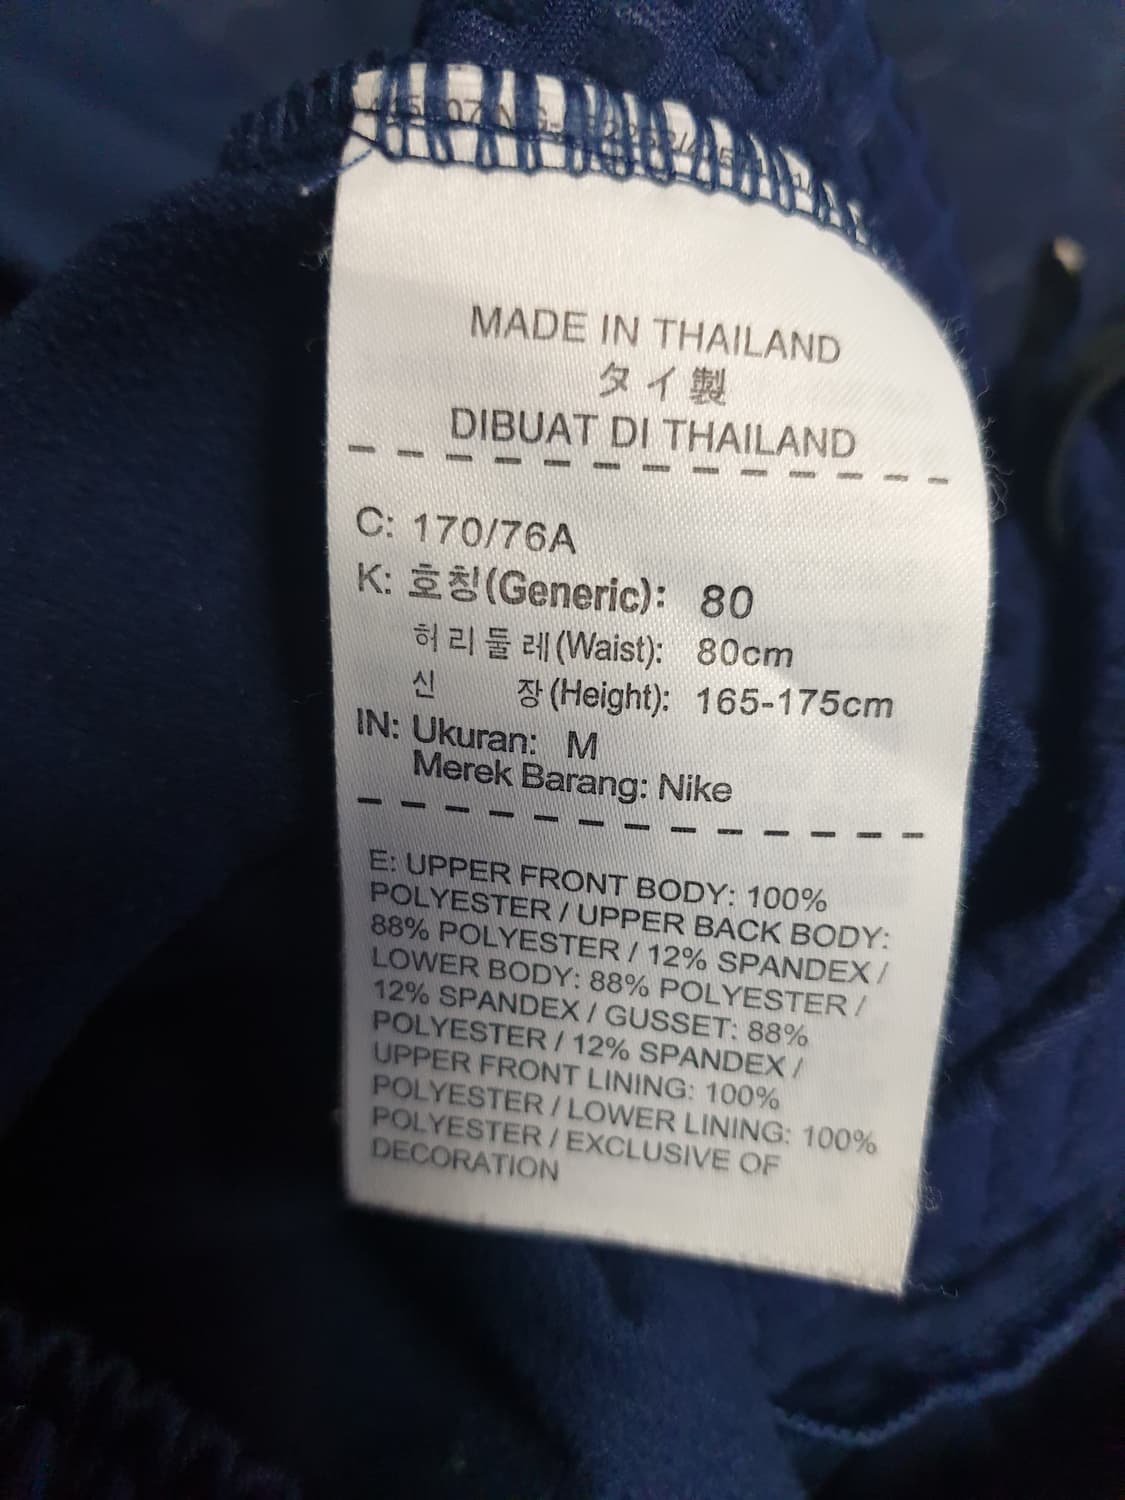 MADE IN THAILAND
タイ製
DIBUAT DI THAILAND
C: 170/76A
K: 호칭(Generic): 80
허리둘레(Waist): 80cm
신 장(Height): 165-175cm
IN: Ukuran: M
Merek Barang: Nike
E: UPPER FRONT BODY: 100%
POLYESTER / UPPER BACK BODY:
88% POLYESTER / 12% SPANDEX /
LOWER BODY: 88% POLYESTER /
12% SPANDEX / GUSSET: 88%
POLYESTER / 12% SPANDEX /
UPPER FRONT LINING: 100%
POLYESTER / LOWER LINING: 100%
POLYESTER / EXCLUSIVE OF
DECORATION